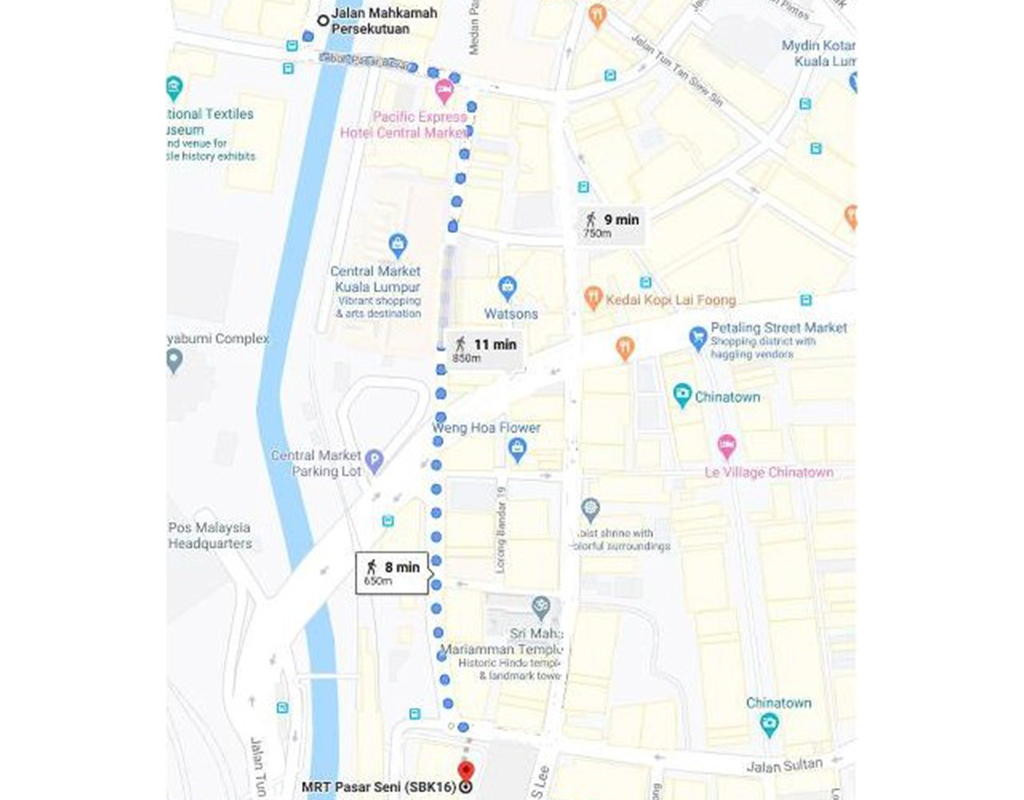 Jalan Mahkamah
Persekutuan
Medan Pa
Jalan Tun Tan Siew Sin
Mydin Kotar
Kuala Lum
Lebuh Pasar Besar
Pacific Express
Hotel Central Market
tional Textiles
useum
nd venue for
ile history exhibits
9 min
750m
Central Market
Kuala Lumpur
Vibrant shopping
& arts destination
Watsons
Kedai Kopi Lai Foong
Petaling Street Market
Shopping district with
haggling vendors
yabumi Complex
11 min
850m
Chinatown
Weng Hoa Flower
Le Village Chinatown
Central Market
Parking Lot
P
Lorong Bandar 19
Pos Malaysia
Headquarters
oist shrine with
olorful surroundings
8 min
650m
Sri Maha
Mariamman Temple
Historic Hindu temple
& landmark towe
Chinatown
Jalan Tun
Jalan Sultan
S Lee
MRT Pasar Seni (SBK16)